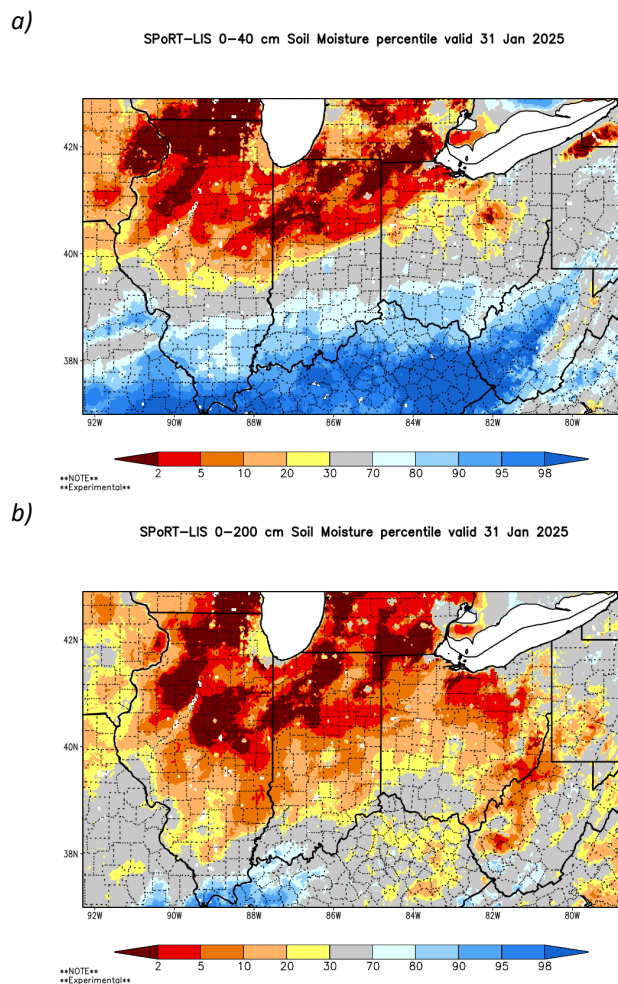 a)
SPoRT-LIS 0-40 cm Soil Moisture percentile valid 31 Jan 2025
42N
40N
38N
92W 90W 88W 86W 84W 82W 80W
2 5 10 20 30 70 80 90 95 98
**NOTE**
**Experimental**
b)
SPoRT-LIS 0-200 cm Soil Moisture percentile valid 31 Jan 2025
42N
40N
38N
92W 90W 88W 86W 84W 82W 80W
2 5 10 20 30 70 80 90 95 98
**NOTE**
**Experimental**